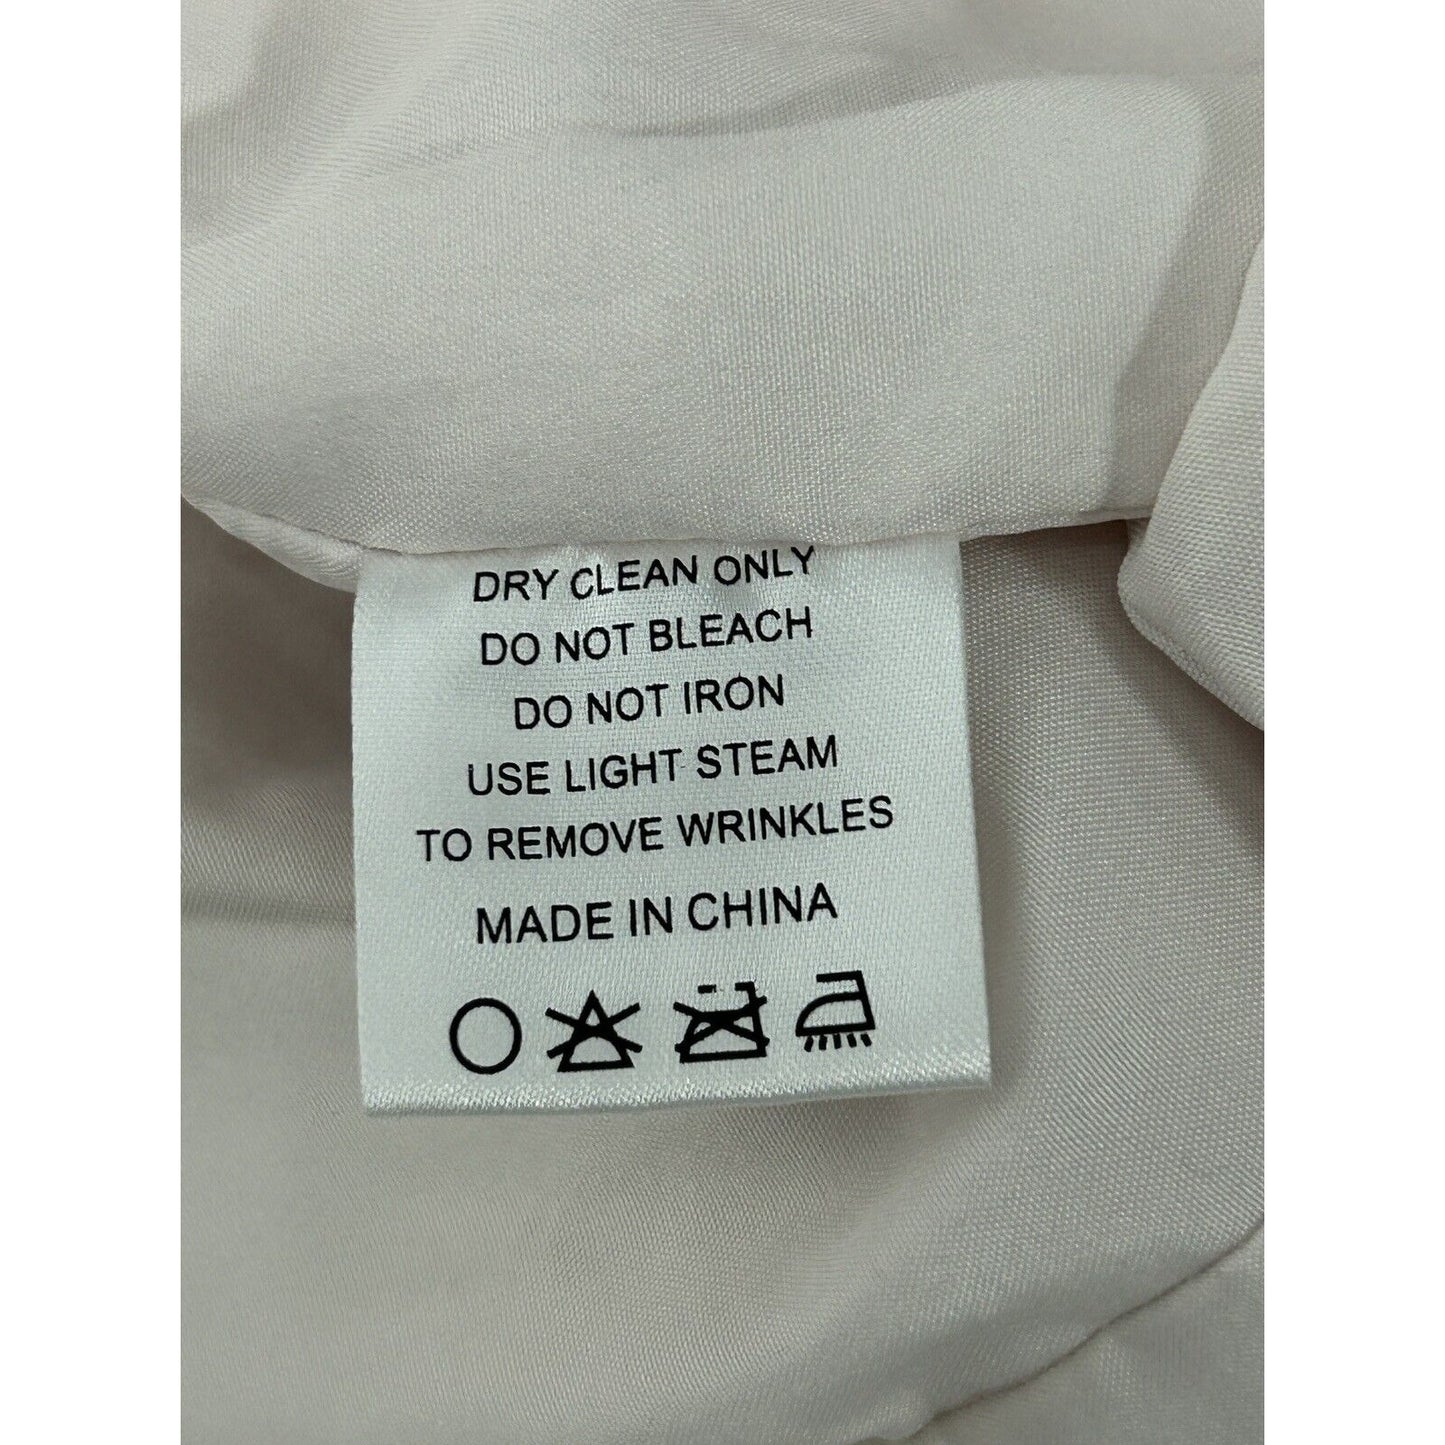 DRY CLEAN ONLY
DO NOT BLEACH
DO NOT IRON
USE LIGHT STEAM
TO REMOVE WRINKLES
MADE IN CHINA